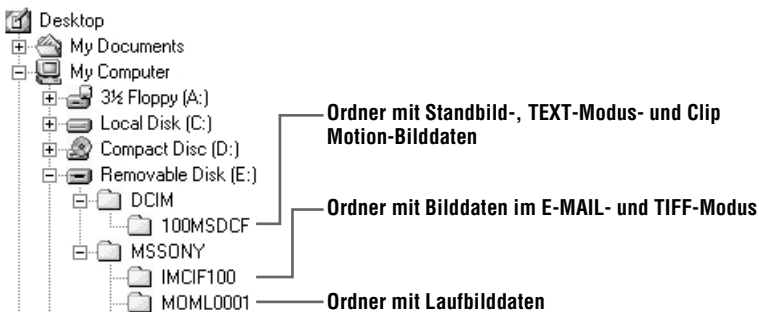 Desktop
My Documents
My Computer
3½ Floppy (A:)
Ordner mit Standbild-, TEXT-Modus- und Clip
Motion-Bilddaten
Local Disk (C:)
Compact Disc (D:)
Removable Disk (E:)
DCIM
Ordner mit Bilddaten im E-MAIL- und TIFF-Modus
100MSDCF
MSSONY
IMCIF100
MOML0001
Ordner mit Laufbilddaten